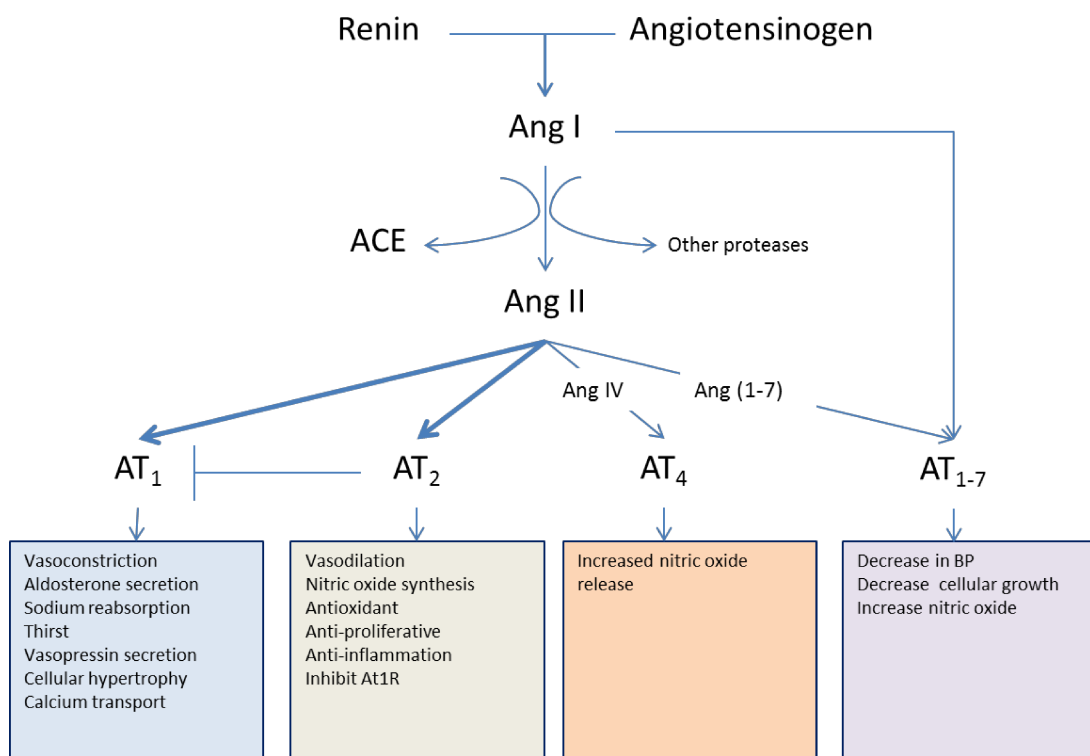 Renin Angiotensinogen
Ang I
ACE
Other proteases
Ang II
Ang IV
Ang (1-7)
AT1
AT2
AT4
AT1-7
Vasoconstriction
Aldosterone secretion
Sodium reabsorption
Thirst
Vasopressin secretion
Cellular hypertrophy
Calcium transport
Vasodilation
Nitric oxide synthesis
Antioxidant
Anti-proliferative
Anti-inflammation
Inhibit At1R
Increased nitric oxide
release
Decrease in BP
Decrease cellular growth
Increase nitric oxide